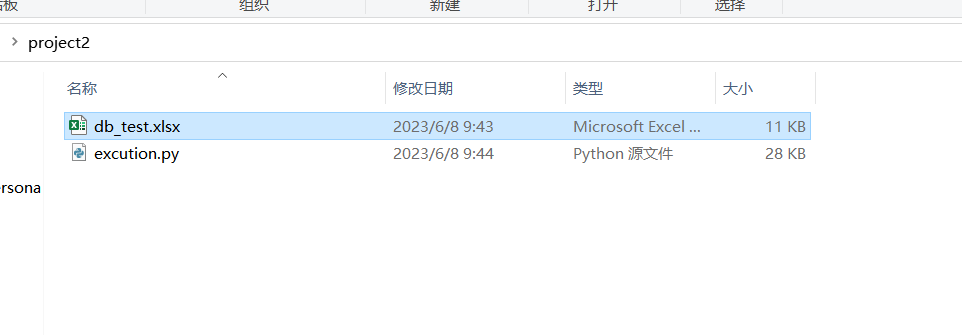 组织 新建 打开 选择
project2
名称 修改日期 类型 大小
db_test.xlsx 2023/6/8 9:43 Microsoft Excel ... 11 KB
excution.py 2023/6/8 9:44 Python 源文件 28 KB
ersona